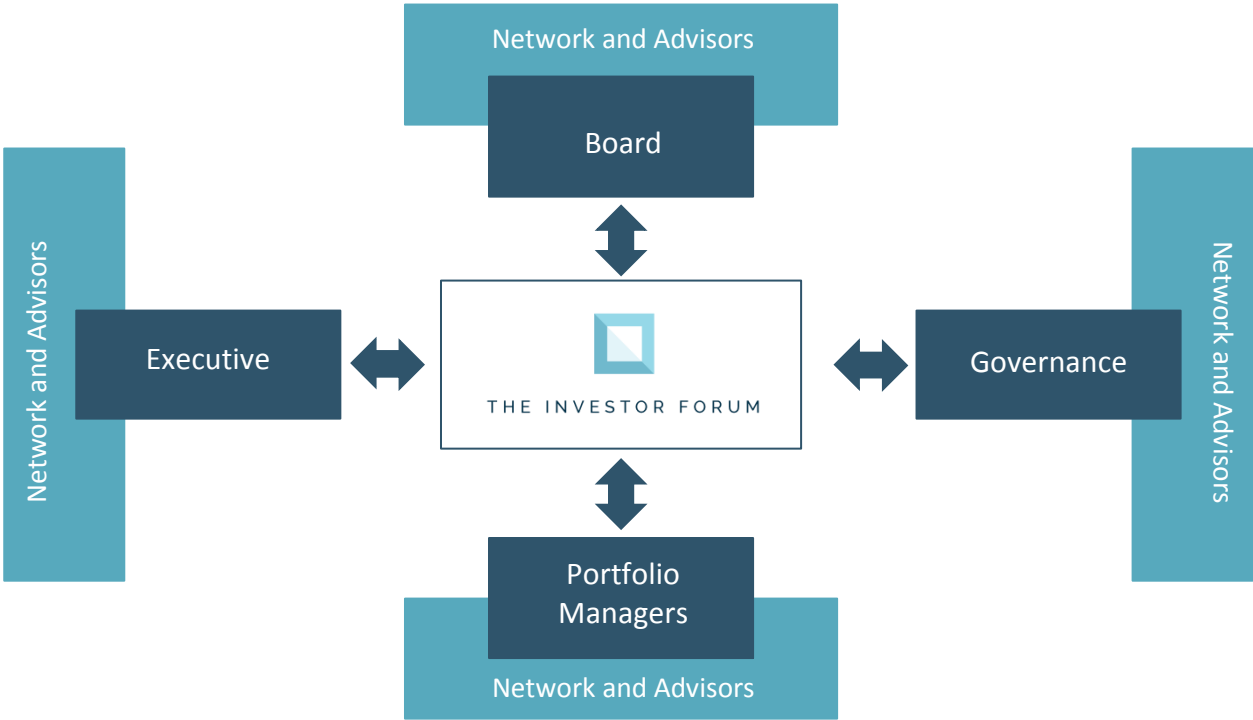 Network and Advisors
Board
Network and Advisors
Executive
THE INVESTOR FORUM
Governance
Network and Advisors
Portfolio
Managers
Network and Advisors